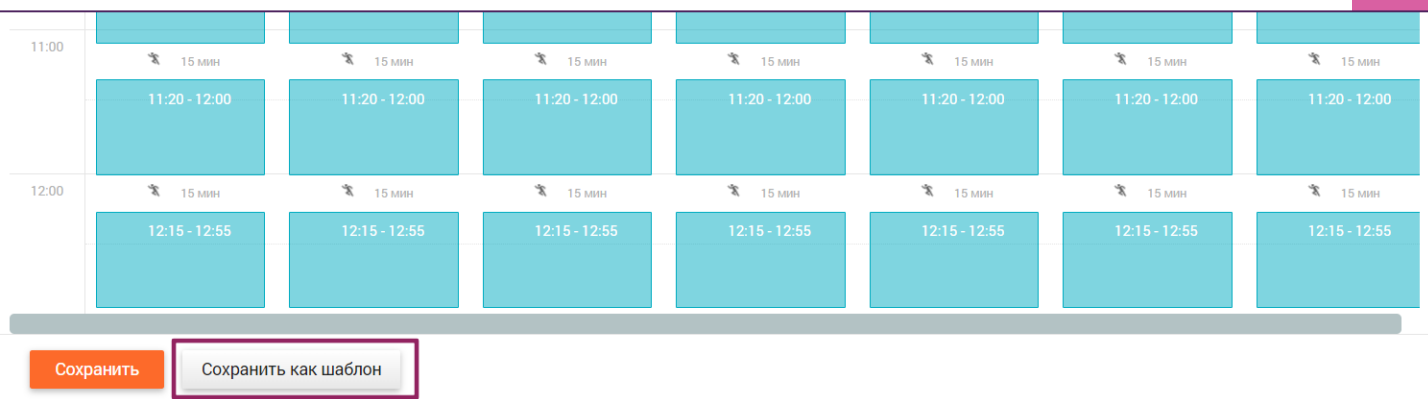 11:00
15 мин 15 мин 15 мин 15 мин 15 мин 15 мин 15 мин
11:20 - 12:00 11:20 - 12:00 11:20 - 12:00 11:20 - 12:00 11:20 - 12:00 11:20 - 12:00 11:20 - 12:00
12:00 15 мин 15 мин 15 мин 15 мин 15 мин 15 мин 15 мин
12:15 - 12:55 12:15 - 12:55 12:15 - 12:55 12:15 - 12:55 12:15 - 12:55 12:15 - 12:55 12:15 - 12:55
Сохранить Сохранить как шаблон